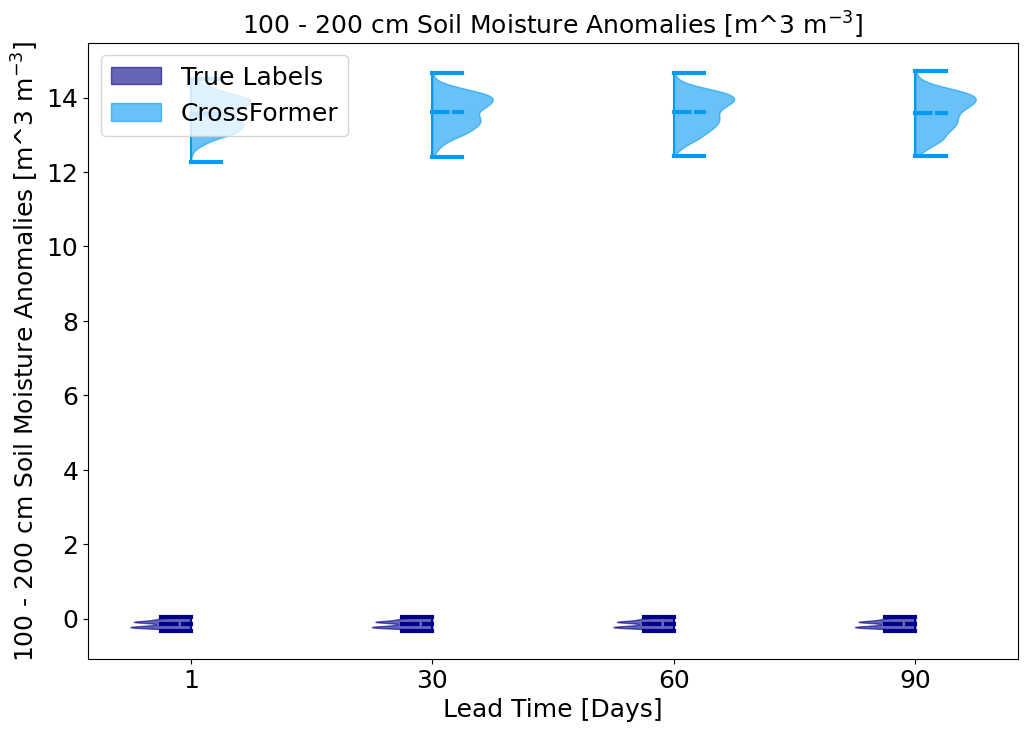 100 - 200 cm Soil Moisture Anomalies [m^3 m⁻³]
100 - 200 cm Soil Moisture Anomalies [m^3 m⁻³]
True Labels
CrossFormer
14
12
10
8
6
4
2
0
1 30 60 90
Lead Time [Days]